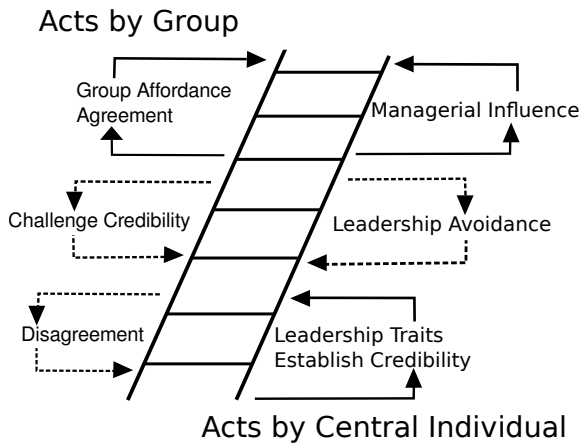 Acts by Group
Group Affordance
Agreement
Managerial Influence
Challenge Credibility
Leadership Avoidance
Disagreement
Leadership Traits
Establish Credibility
Acts by Central Individual